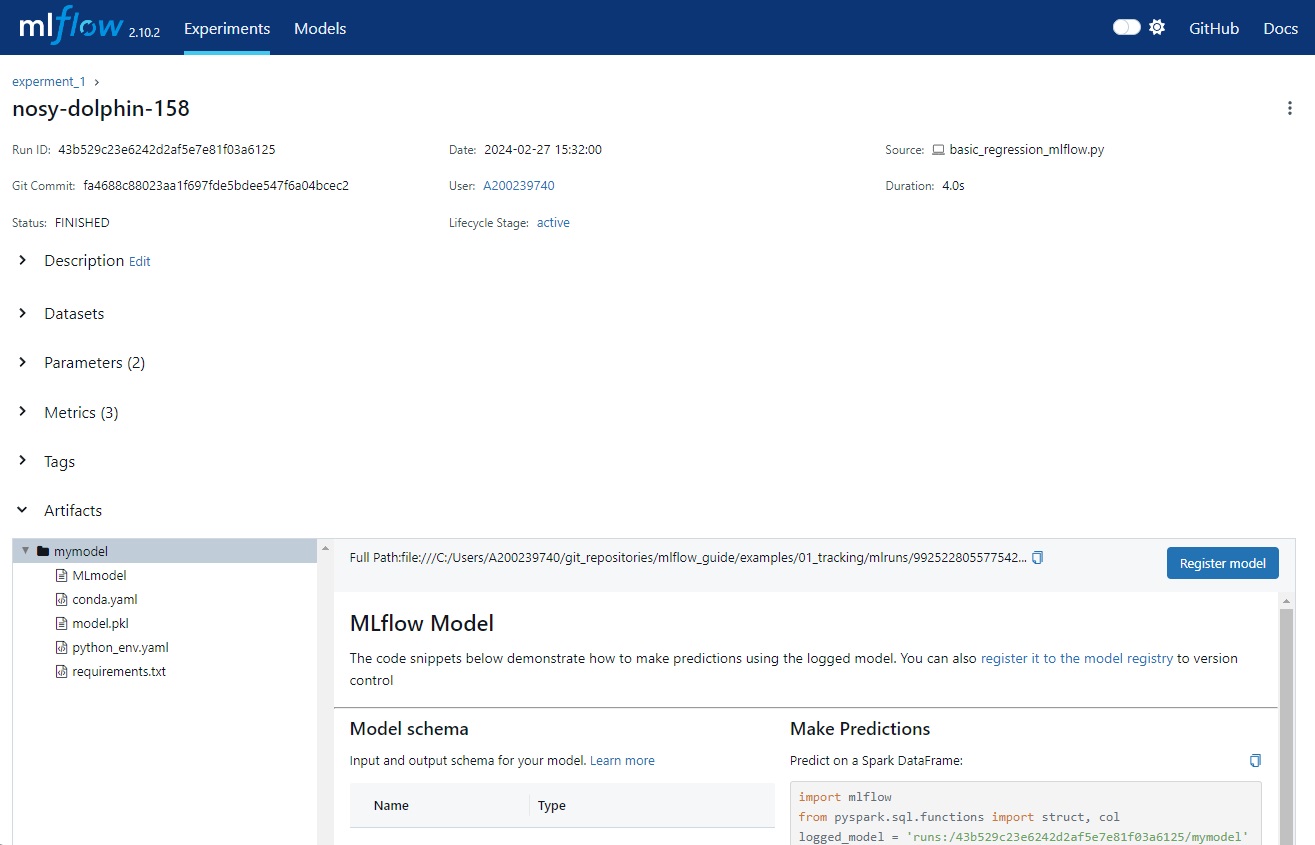 mlflow 2.10.2 Experiments Models GitHub Docs
experment_1 >
nosy-dolphin-158
Run ID: 43b529c23e6242d2af5e7e81f03a6125 Date: 2024-02-27 15:32:00 Source: basic_regression_mlflow.py
Git Commit: fa4688c88023aa1f697fde5bdee547f6a04bcec2 User: A200239740 Duration: 4.0s
Status: FINISHED Lifecycle Stage: active
Description Edit
Datasets
Parameters (2)
Metrics (3)
Tags
Artifacts
mymodel
MLmodel
conda.yaml
model.pkl
python_env.yaml
requirements.txt
Full Path:file:///C:/Users/A200239740/git_repositories/mlflow_guide/examples/01_tracking/mlruns/992522805577542...
Register model
MLflow Model
The code snippets below demonstrate how to make predictions using the logged model. You can also register it to the model registry to version
control
Model schema
Input and output schema for your model. Learn more
Name Type
Make Predictions
Predict on a Spark DataFrame:
import mlflow
from pyspark.sql.functions import struct, col
logged_model = 'runs:/43b529c23e6242d2af5e7e81f03a6125/mymodel'